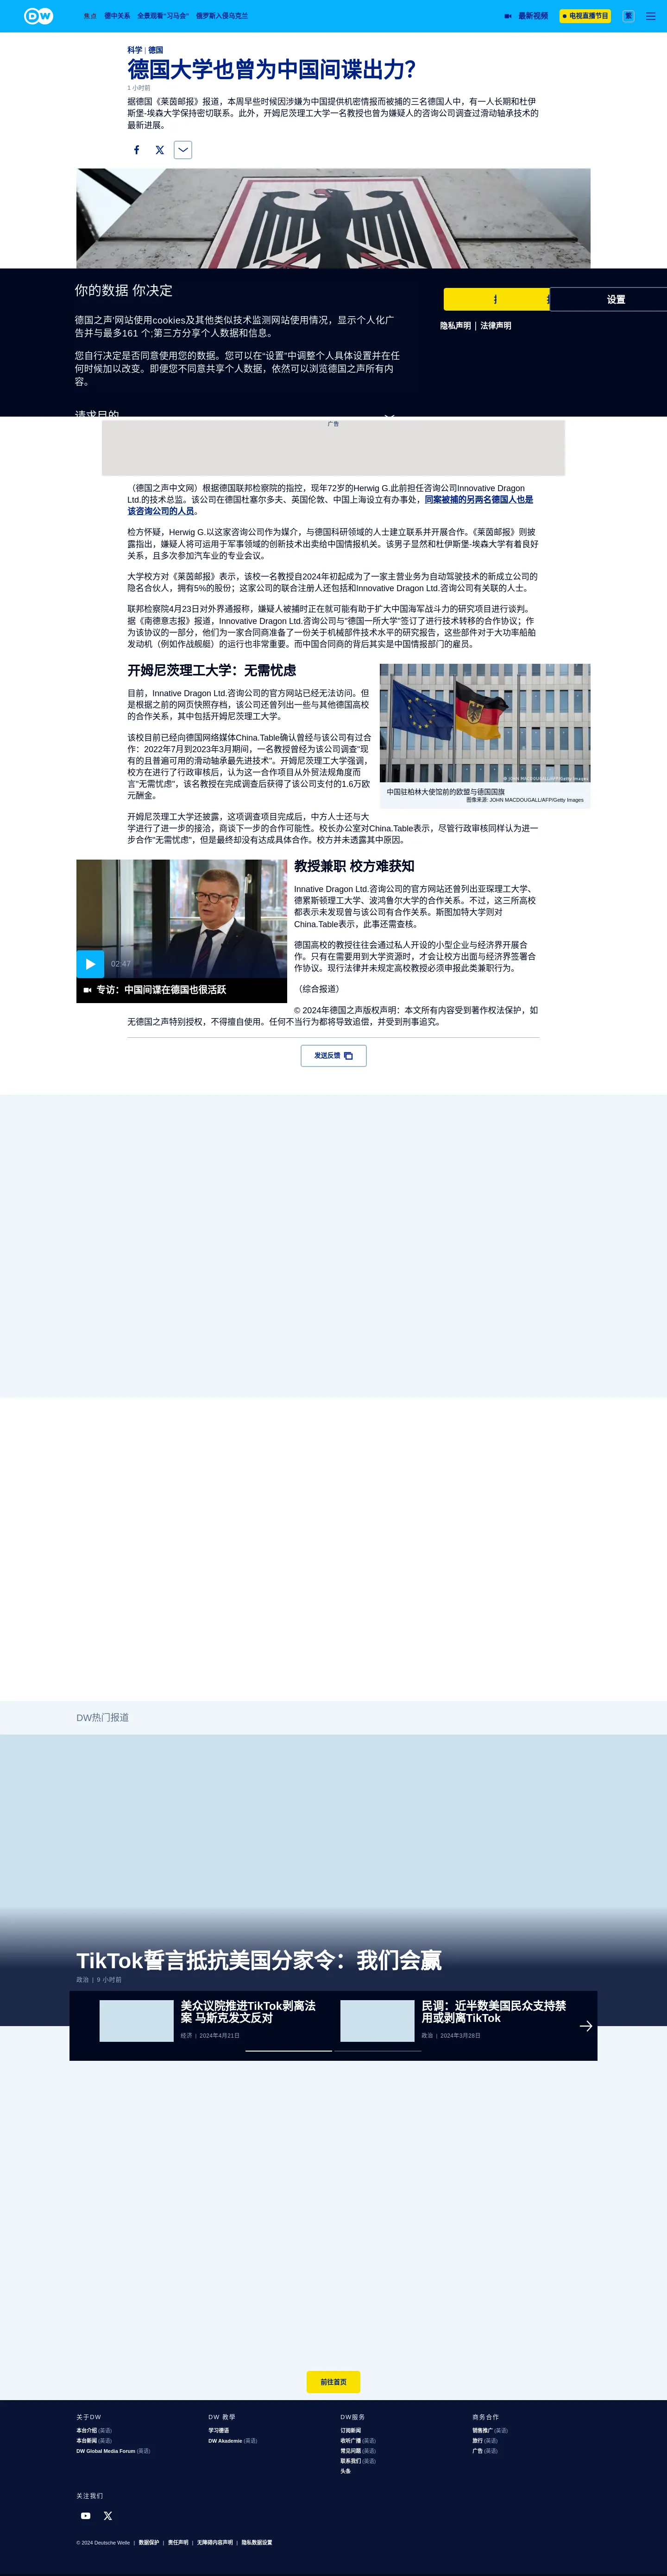 DW
焦点 德中关系 全景观看“习马会” 俄罗斯入侵乌克兰
最新视频
电视直播节目
繁
科学 | 德国
德国大学也曾为中国间谍出力？
1 小时前
据德国《莱茵邮报》报道，本周早些时候因涉嫌为中国提供机密情报而被捕的三名德国人中，有一人长期和杜伊
斯堡-埃森大学保持密切联系。此外，开姆尼茨理工大学一名教授也曾为嫌疑人的咨询公司调查过滑动轴承技术的
最新进展。
你的数据 你决定
德国之声'网站使用cookies及其他类似技术监测网站使用情况，显示个人化广
告并与最多161 个;第三方分享个人数据和信息。
您自行决定是否同意使用您的数据。您可以在“设置”中调整个人具体设置并在任
何时候加以改变。即便您不同意共享个人数据，依然可以浏览德国之声所有内
容。
请求目的
设置
隐私声明 | 法律声明
广告
（德国之声中文网）根据德国联邦检察院的指控，现年72岁的Herwig G.此前担任咨询公司Innovative Dragon
Ltd.的技术总监。该公司在德国杜塞尔多夫、英国伦敦、中国上海设立有办事处，同案被捕的另两名德国人也是
该咨询公司的人员。
检方怀疑，Herwig G.以这家咨询公司作为媒介，与德国科研领域的人士建立联系并开展合作。《莱茵邮报》则披
露指出，嫌疑人将可运用于军事领域的创新技术出卖给中国情报机关。该男子显然和杜伊斯堡-埃森大学有着良好
关系，且多次参加汽车业的专业会议。
大学校方对《莱茵邮报》表示，该校一名教授自2024年初起成为了一家主营业务为自动驾驶技术的新成立公司的
隐名合伙人，拥有5%的股份；这家公司的联合注册人还包括和Innovative Dragon Ltd.咨询公司有关联的人士。
联邦检察院4月23日对外界通报称，嫌疑人被捕时正在就可能有助于扩大中国海军战斗力的研究项目进行谈判。
据《南德意志报》报道，Innovative Dragon Ltd.咨询公司与"德国一所大学"签订了进行技术转移的合作协议；作
为该协议的一部分，他们为一家合同商准备了一份关于机械部件技术水平的研究报告，这些部件对于大功率船舶
发动机（例如作战舰艇）的运行也非常重要。而中国合同商的背后其实是中国情报部门的雇员。
开姆尼茨理工大学：无需忧虑
目前，Innative Dragon Ltd.咨询公司的官方网站已经无法访问。但
是根据之前的网页快照存档，该公司还曾列出一些与其他德国高校
的合作关系，其中包括开姆尼茨理工大学。
© JOHN MACDOUGALL/AFP/Getty Images
中国驻柏林大使馆前的欧盟与德国国旗
图像来源: JOHN MACDOUGALL/AFP/Getty Images
该校目前已经向德国网络媒体China.Table确认曾经与该公司有过合
作：2022年7月到2023年3月期间，一名教授曾经为该公司调查"现
有的且普遍可用的滑动轴承最先进技术"。开姆尼茨理工大学强调，
校方在进行了行政审核后，认为这一合作项目从外贸法规角度而
言"无需忧虑"，该名教授在完成调查后获得了该公司支付的1.6万欧
元酬金。
开姆尼茨理工大学还披露，这项调查项目完成后，中方人士还与大
学进行了进一步的接洽，商谈下一步的合作可能性。校长办公室对China.Table表示，尽管行政审核同样认为进一
步合作"无需忧虑"，但是最终却没有达成具体合作。校方并未透露其中原因。
02:47
专访：中国间谍在德国也很活跃
教授兼职 校方难获知
Innative Dragon Ltd.咨询公司的官方网站还曾列出亚琛理工大学、
德累斯顿理工大学、波鸿鲁尔大学的合作关系。不过，这三所高校
都表示未发现曾与该公司有合作关系。斯图加特大学则对
China.Table表示，此事还需查核。
德国高校的教授往往会通过私人开设的小型企业与经济界开展合
作。只有在需要用到大学资源时，才会让校方出面与经济界签署合
作协议。现行法律并未规定高校教授必须申报此类兼职行为。
（综合报道）
© 2024年德国之声版权声明：本文所有内容受到著作权法保护，如
无德国之声特别授权，不得擅自使用。任何不当行为都将导致追偿，并受到刑事追究。
发送反馈
DW热门报道
TikTok誓言抵抗美国分家令：我们会赢
政治 | 9 小时前
美众议院推进TikTok剥离法
案 马斯克发文反对
经济 | 2024年4月21日
民调：近半数美国民众支持禁
用或剥离TikTok
政治 | 2024年3月28日
前往首页
关于DW
本台介绍 (英语)
本台新闻 (英语)
DW Global Media Forum (英语)
DW 教學
学习德语
DW Akademie (英语)
DW服务
订阅新闻
收听广播 (英语)
常见问题 (英语)
联系我们 (英语)
头条
商务合作
销售推广 (英语)
旅行 (英语)
广告 (英语)
关注我们
© 2024 Deutsche Welle | 数据保护 | 责任声明 | 无障碍内容声明 | 隐私数据设置